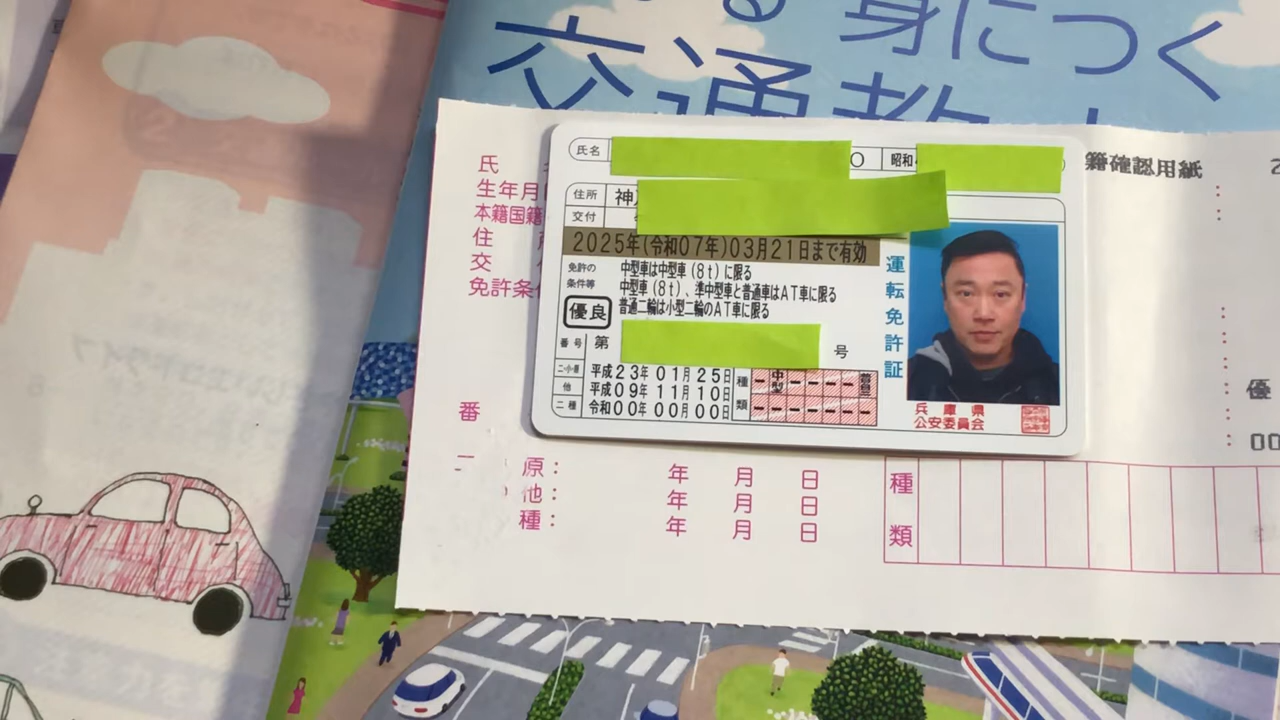 身につく
交通教
籍確認用紙
氏名
昭和
氏
生年月
本籍国籍
住
交
免許条件
住所 神
交付
2025年(令和07年)03月21日まで有効
免許の
条件等
中型車は中型車(8t)に限る
中型車(8t)、準中型車と普通車はAT車に限る
普通二輪は小型二輪のAT車に限る
優良
運転免許証
番号 第 号
二・小・原 平成23年01月25日
他 平成09年11月10日
二種 令和00年00月00日
種類
中型
兵庫県
公安委員会
番
優
00
原: 年 月 日
他: 年 月 日
種: 年 月 日
種類